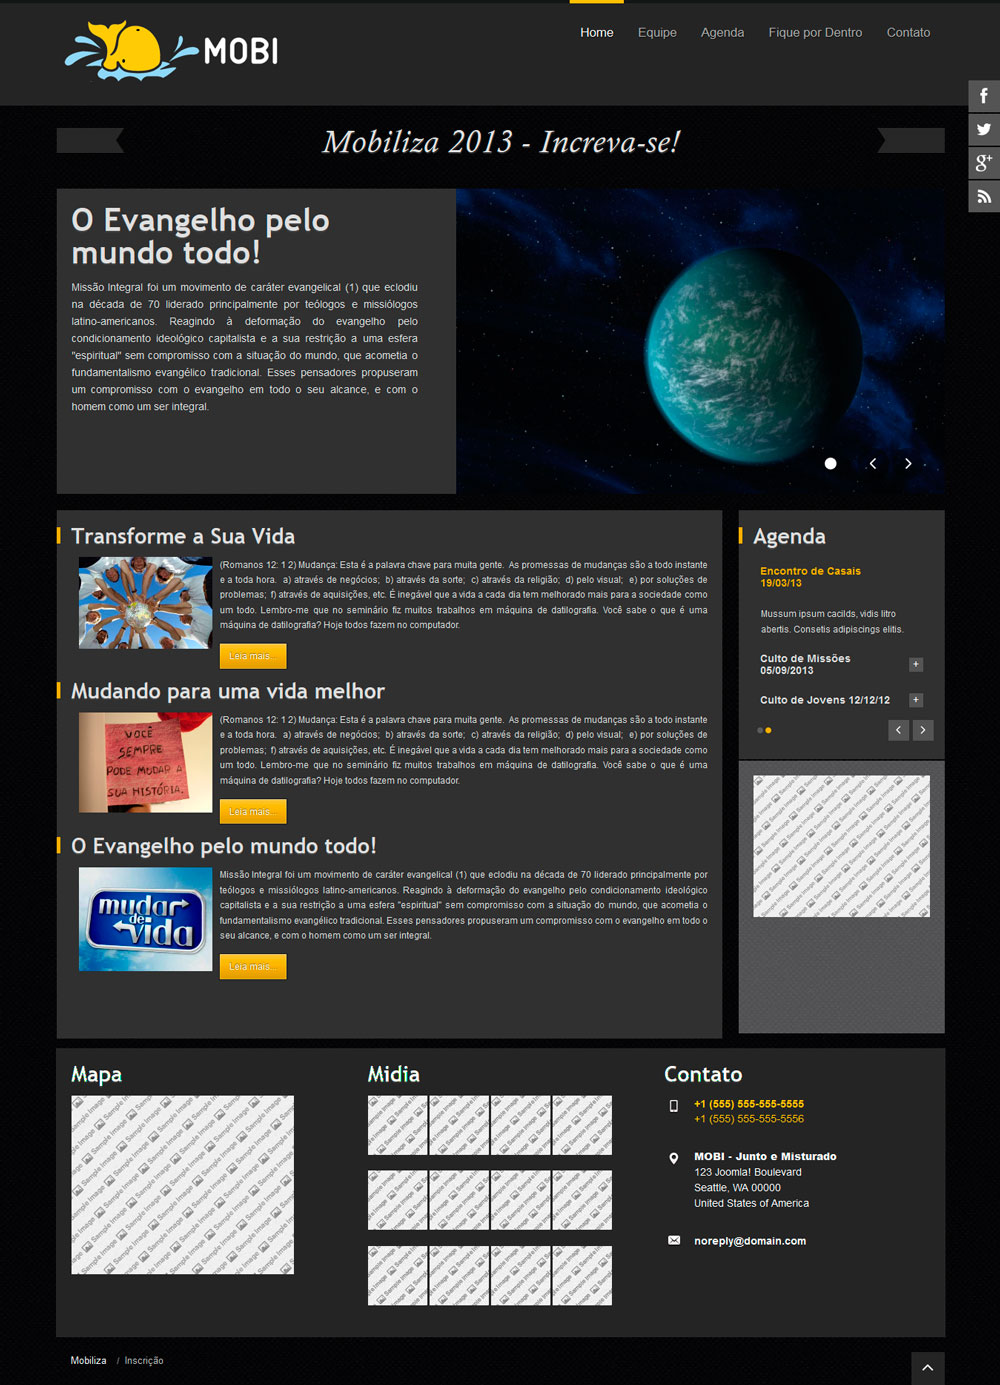 MOBI
Home Equipe Agenda Fique por Dentro Contato
Mobiliza 2013 - Increva-se!
O Evangelho pelo
mundo todo!
Missão Integral foi um movimento de caráter evangelical (1) que eclodiu
na década de 70 liderado principalmente por teólogos e missiólogos
latino-americanos. Reagindo à deformação do evangelho pelo
condicionamento ideológico capitalista e a sua restrição a uma esfera
"espiritual" sem compromisso com a situação do mundo, que acometia o
fundamentalismo evangélico tradicional. Esses pensadores propuseram
um compromisso com o evangelho em todo o seu alcance, e com o
homem como um ser integral.
Transforme a Sua Vida
(Romanos 12: 1 2) Mudança: Esta é a palavra chave para muita gente. As promessas de mudanças são a todo instante
e a toda hora. a) através de negócios; b) através da sorte; c) através da religião; d) pelo visual; e) por soluções de
problemas; f) através de aquisições, etc. É inegável que a vida a cada dia tem melhorado mais para a sociedade como
um todo. Lembro-me que no seminário fiz muitos trabalhos em máquina de datilografia. Você sabe o que é uma
máquina de datilografia? Hoje todos fazem no computador.
Leia mais...
Mudando para uma vida melhor
VOCÊ
SEMPRE
PODE MUDAR A
SUA HISTÓRIA.
(Romanos 12: 1 2) Mudança: Esta é a palavra chave para muita gente. As promessas de mudanças são a todo instante
e a toda hora. a) através de negócios; b) através da sorte; c) através da religião; d) pelo visual; e) por soluções de
problemas; f) através de aquisições, etc. É inegável que a vida a cada dia tem melhorado mais para a sociedade como
um todo. Lembro-me que no seminário fiz muitos trabalhos em máquina de datilografia. Você sabe o que é uma
máquina de datilografia? Hoje todos fazem no computador.
Leia mais...
O Evangelho pelo mundo todo!
mudar
de
vida
Missão Integral foi um movimento de caráter evangelical (1) que eclodiu na década de 70 liderado principalmente por
teólogos e missiólogos latino-americanos. Reagindo à deformação do evangelho pelo condicionamento ideológico
capitalista e a sua restrição a uma esfera "espiritual" sem compromisso com a situação do mundo, que acometia o
fundamentalismo evangélico tradicional. Esses pensadores propuseram um compromisso com o evangelho em todo o
seu alcance, e com o homem como um ser integral.
Leia mais...
Agenda
Encontro de Casais
19/03/13
Mussum ipsum cacilds, vidis litro
abertis. Consetis adipiscings elitis.
Culto de Missões
05/09/2013
Culto de Jovens 12/12/12
Sample Image
Mapa
Sample Image
Midia
Sample Image
Contato
+1 (555) 555-555-5555
+1 (555) 555-555-5556
MOBI - Junto e Misturado
123 Joomla! Boulevard
Seattle, WA 00000
United States of America
noreply@domain.com
Mobiliza / Inscrição